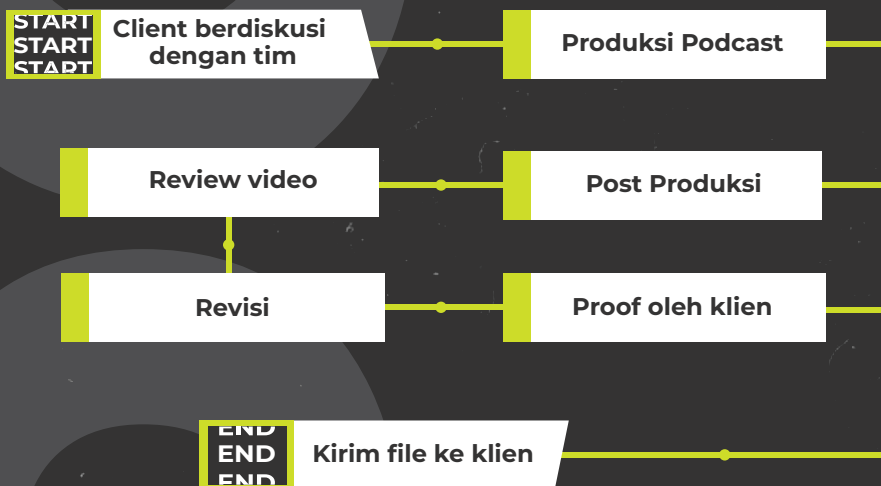 START
START
START
Client berdiskusi
dengan tim
Produksi Podcast
Review video
Post Produksi
Revisi
Proof oleh klien
END
END
END
Kirim file ke klien